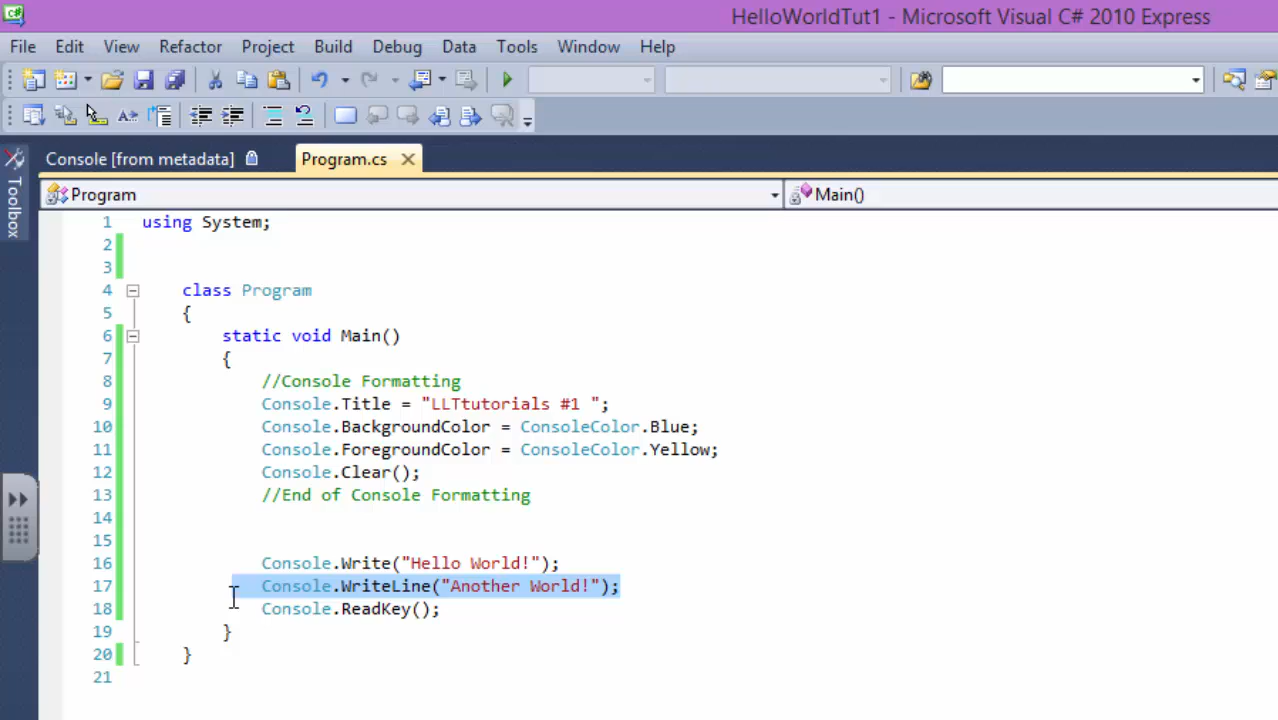 HelloWorldTut1 - Microsoft Visual C# 2010 Express
File Edit View Refactor Project Build Debug Data Tools Window Help
Console [from metadata] Program.cs
Toolbox
Program Main()
1 using System;
2
3
4 class Program
5 {
6 static void Main()
7 {
8 //Console Formatting
9 Console.Title = "LLTtutorials #1 ";
10 Console.BackgroundColor = ConsoleColor.Blue;
11 Console.ForegroundColor = ConsoleColor.Yellow;
12 Console.Clear();
13 //End of Console Formatting
14
15
16 Console.Write("Hello World!");
17 Console.WriteLine("Another World!");
18 Console.ReadKey();
19 }
20 }
21